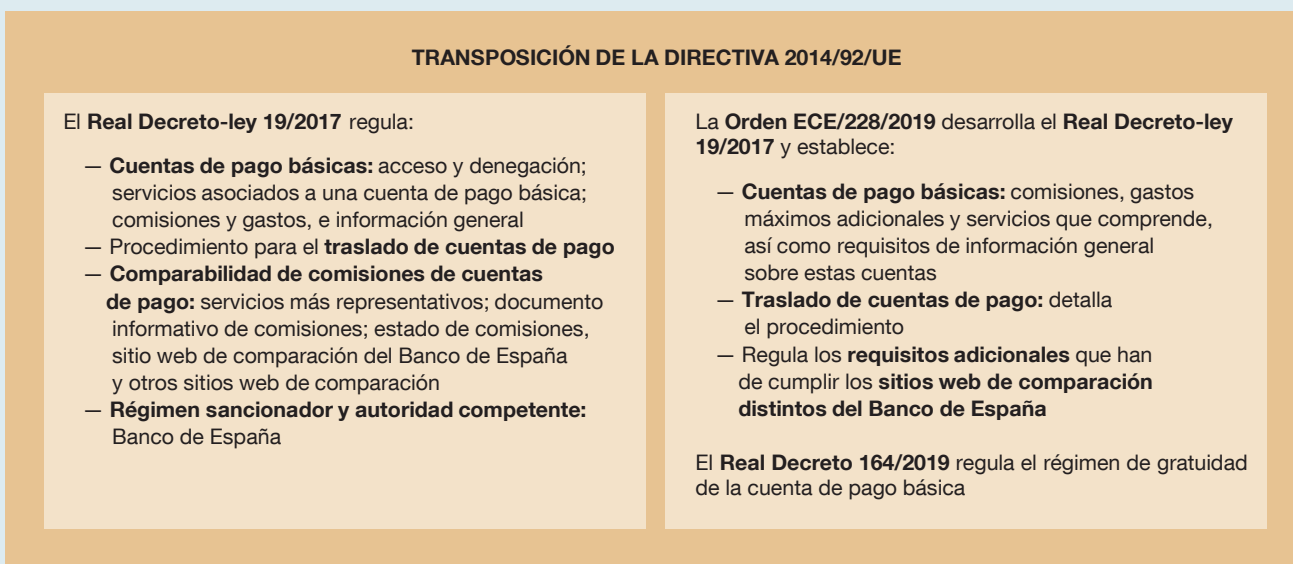 TRANSPOSICIÓN DE LA DIRECTIVA 2014/92/UE
El Real Decreto-ley 19/2017 regula:
— Cuentas de pago básicas: acceso y denegación;
servicios asociados a una cuenta de pago básica;
comisiones y gastos, e información general
— Procedimiento para el traslado de cuentas de pago
— Comparabilidad de comisiones de cuentas
de pago: servicios más representativos; documento
informativo de comisiones; estado de comisiones,
sitio web de comparación del Banco de España
y otros sitios web de comparación
— Régimen sancionador y autoridad competente:
Banco de España
La Orden ECE/228/2019 desarrolla el Real Decreto-ley
19/2017 y establece:
— Cuentas de pago básicas: comisiones, gastos
máximos adicionales y servicios que comprende,
así como requisitos de información general
sobre estas cuentas
— Traslado de cuentas de pago: detalla
el procedimiento
— Regula los requisitos adicionales que han
de cumplir los sitios web de comparación
distintos del Banco de España
El Real Decreto 164/2019 regula el régimen de gratuidad
de la cuenta de pago básica